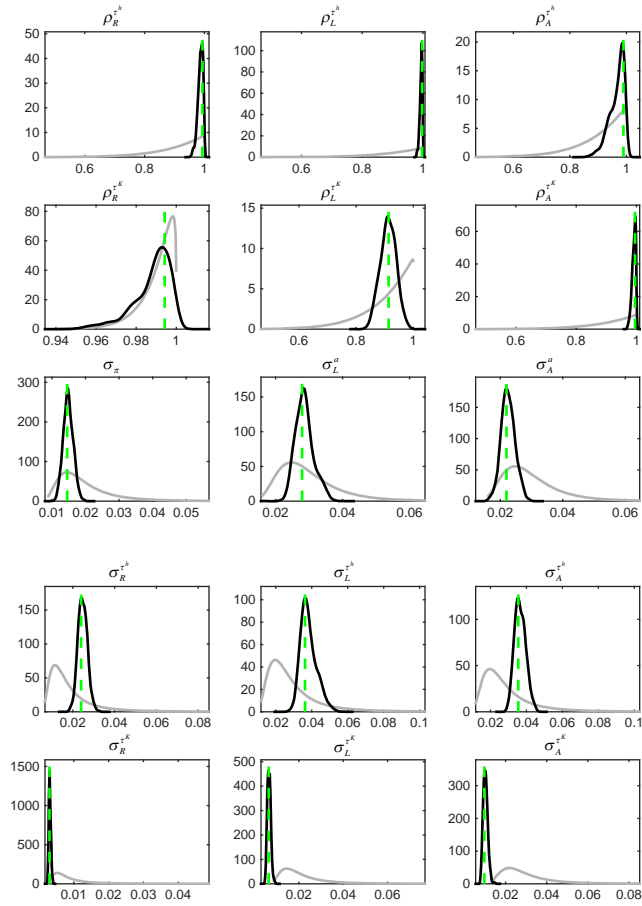 ρ_R^{τ^h} ρ_L^{τ^h} ρ_A^{τ^h}
50 40 30 20 10 0
100 80 60 40 20 0
20 15 10 5 0
0.6 0.8 1 0.6 0.8 1 0.6 0.8 1
ρ_R^{τ^K} ρ_L^{τ^K} ρ_A^{τ^K}
80 60 40 20 0
15 10 5 0
60 40 20 0
0.94 0.96 0.98 1 0.6 0.8 1 0.6 0.8 1
σ_π σ_L^a σ_A^a
300 200 100 0
150 100 50 0
150 100 50 0
0.01 0.02 0.03 0.04 0.05 0.02 0.04 0.06 0.02 0.04 0.06
σ_R^{τ^h} σ_L^{τ^h} σ_A^{τ^h}
150 100 50 0
100 80 60 40 20 0
100 50 0
0.02 0.04 0.06 0.08 0.02 0.04 0.06 0.08 0.1 0.02 0.04 0.06 0.08 0.1
σ_R^{τ^K} σ_L^{τ^K} σ_A^{τ^K}
1500 1000 500 0
500 400 300 200 100 0
300 200 100 0
0.01 0.02 0.03 0.04 0.02 0.04 0.06 0.02 0.04 0.06 0.08